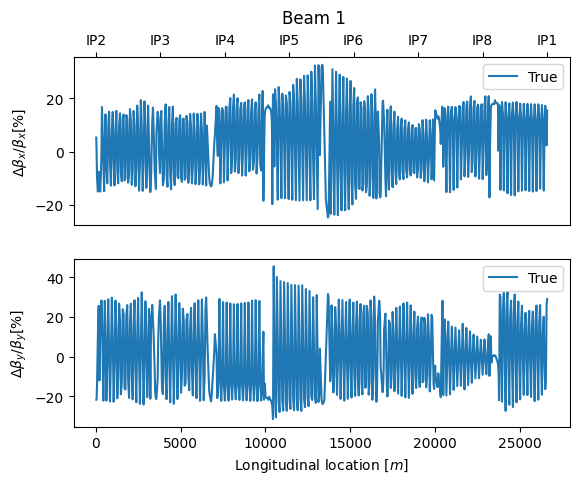 Beam 1
IP2 IP3 IP4 IP5 IP6 IP7 IP8 IP1
True
Δβx/βx[%]
20
0
−20
True
Δβy/βy[%]
40
20
0
−20
0 5000 10000 15000 20000 25000
Longitudinal location [m]